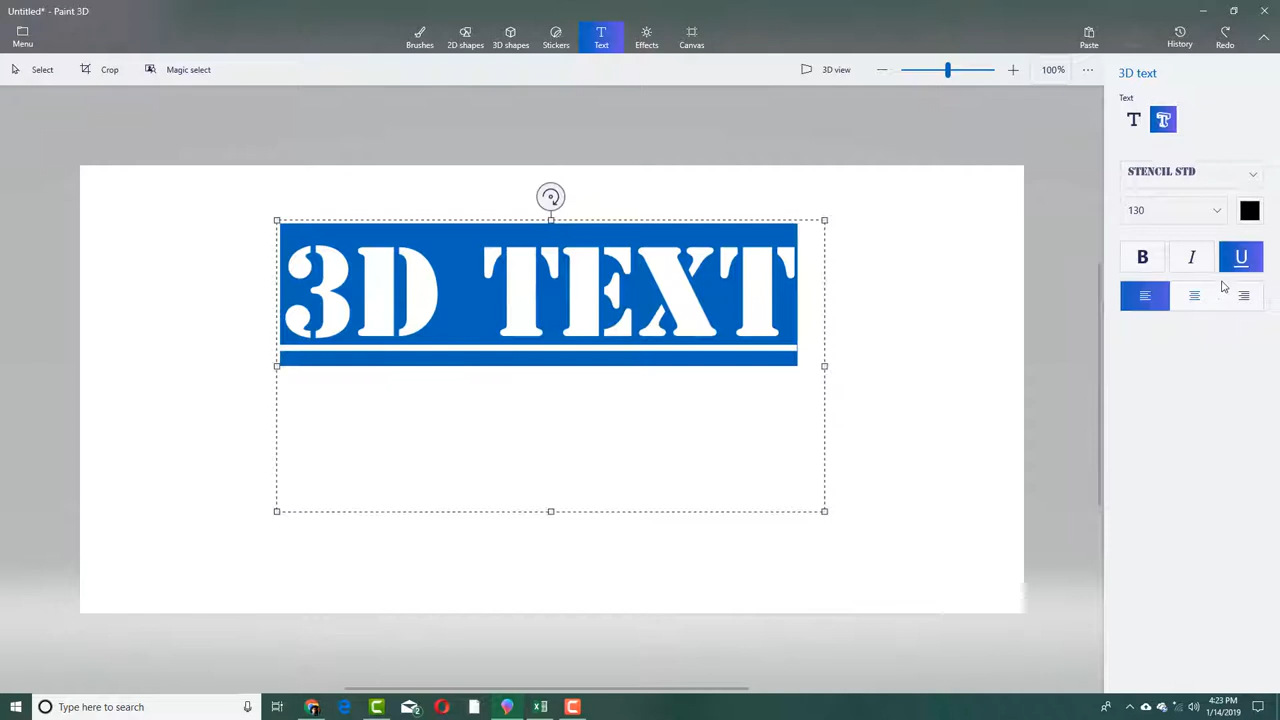 Untitled* - Paint 3D
Menu
Brushes
2D shapes
3D shapes
Stickers
Text
Effects
Canvas
Paste
History
Redo
Select
Crop
Magic select
3D view
100%
3D text
Text
STENCIL STD
130
B
I
U
3D TEXT
Type here to search
4:23 PM
1/14/2019